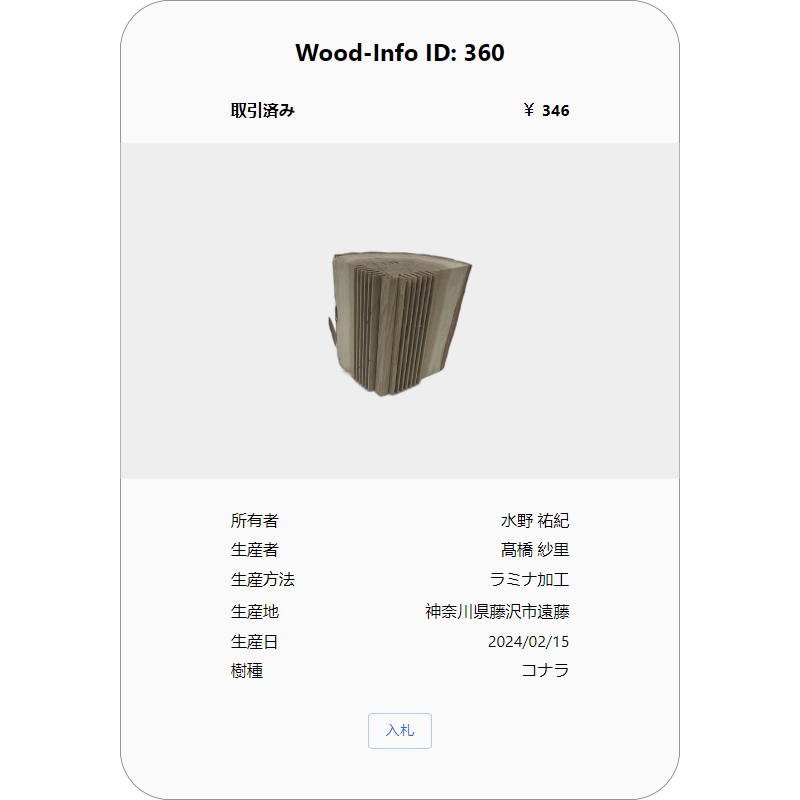 Wood-Info ID: 360
取引済み ¥ 346
所有者 水野 祐紀
生産者 髙橋 紗里
生産方法 ラミナ加工
生産地 神奈川県藤沢市遠藤
生産日 2024/02/15
樹種 コナラ
入札